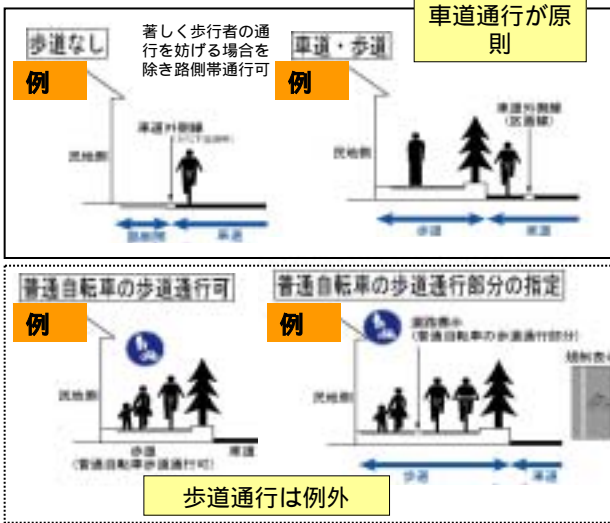 車道通行が原
則
歩道なし
著しく歩行者の通
行を妨げる場合を
除き路側帯通行可
例
車道外側線
民地側
路側帯
車道
車道・歩道
例
車道外側線
(区画線)
民地側
歩道
車道
普通自転車の歩道通行可
例
民地側
歩道
(普通自転車歩道通行可)
車道
普通自転車の歩道通行部分の指定
例
道路標示
(普通自転車の歩道通行部分)
民地側
歩道
車道
歩道通行は例外